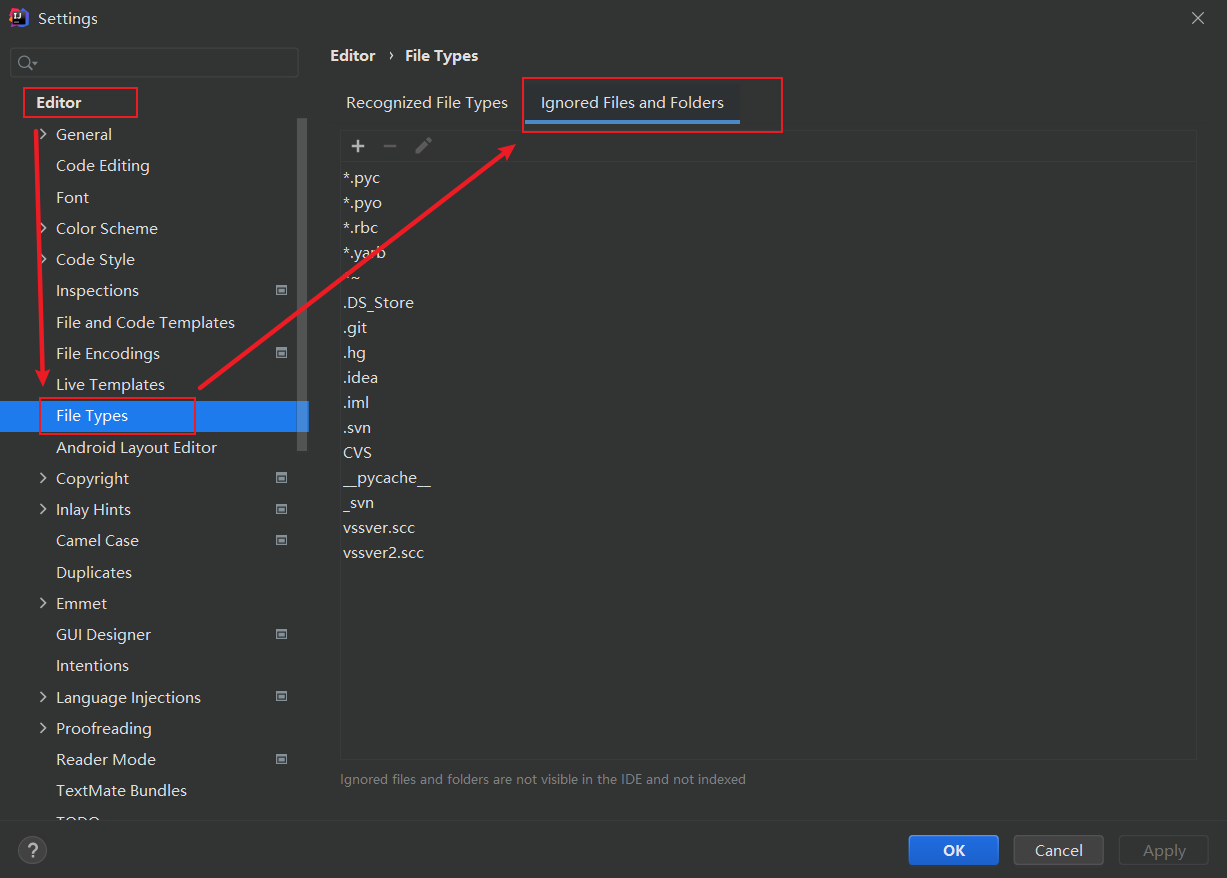 Settings
Editor
General
Code Editing
Font
Color Scheme
Code Style
Inspections
File and Code Templates
File Encodings
Live Templates
File Types
Android Layout Editor
Copyright
Inlay Hints
Camel Case
Duplicates
Emmet
GUI Designer
Intentions
Language Injections
Proofreading
Reader Mode
TextMate Bundles
TODO
Editor › File Types
Recognized File Types
Ignored Files and Folders
*.pyc
*.pyo
*.rbc
*.yarb
*~
.DS_Store
.git
.hg
.idea
.iml
.svn
CVS
__pycache__
_svn
vssver.scc
vssver2.scc
Ignored files and folders are not visible in the IDE and not indexed
?
OK
Cancel
Apply